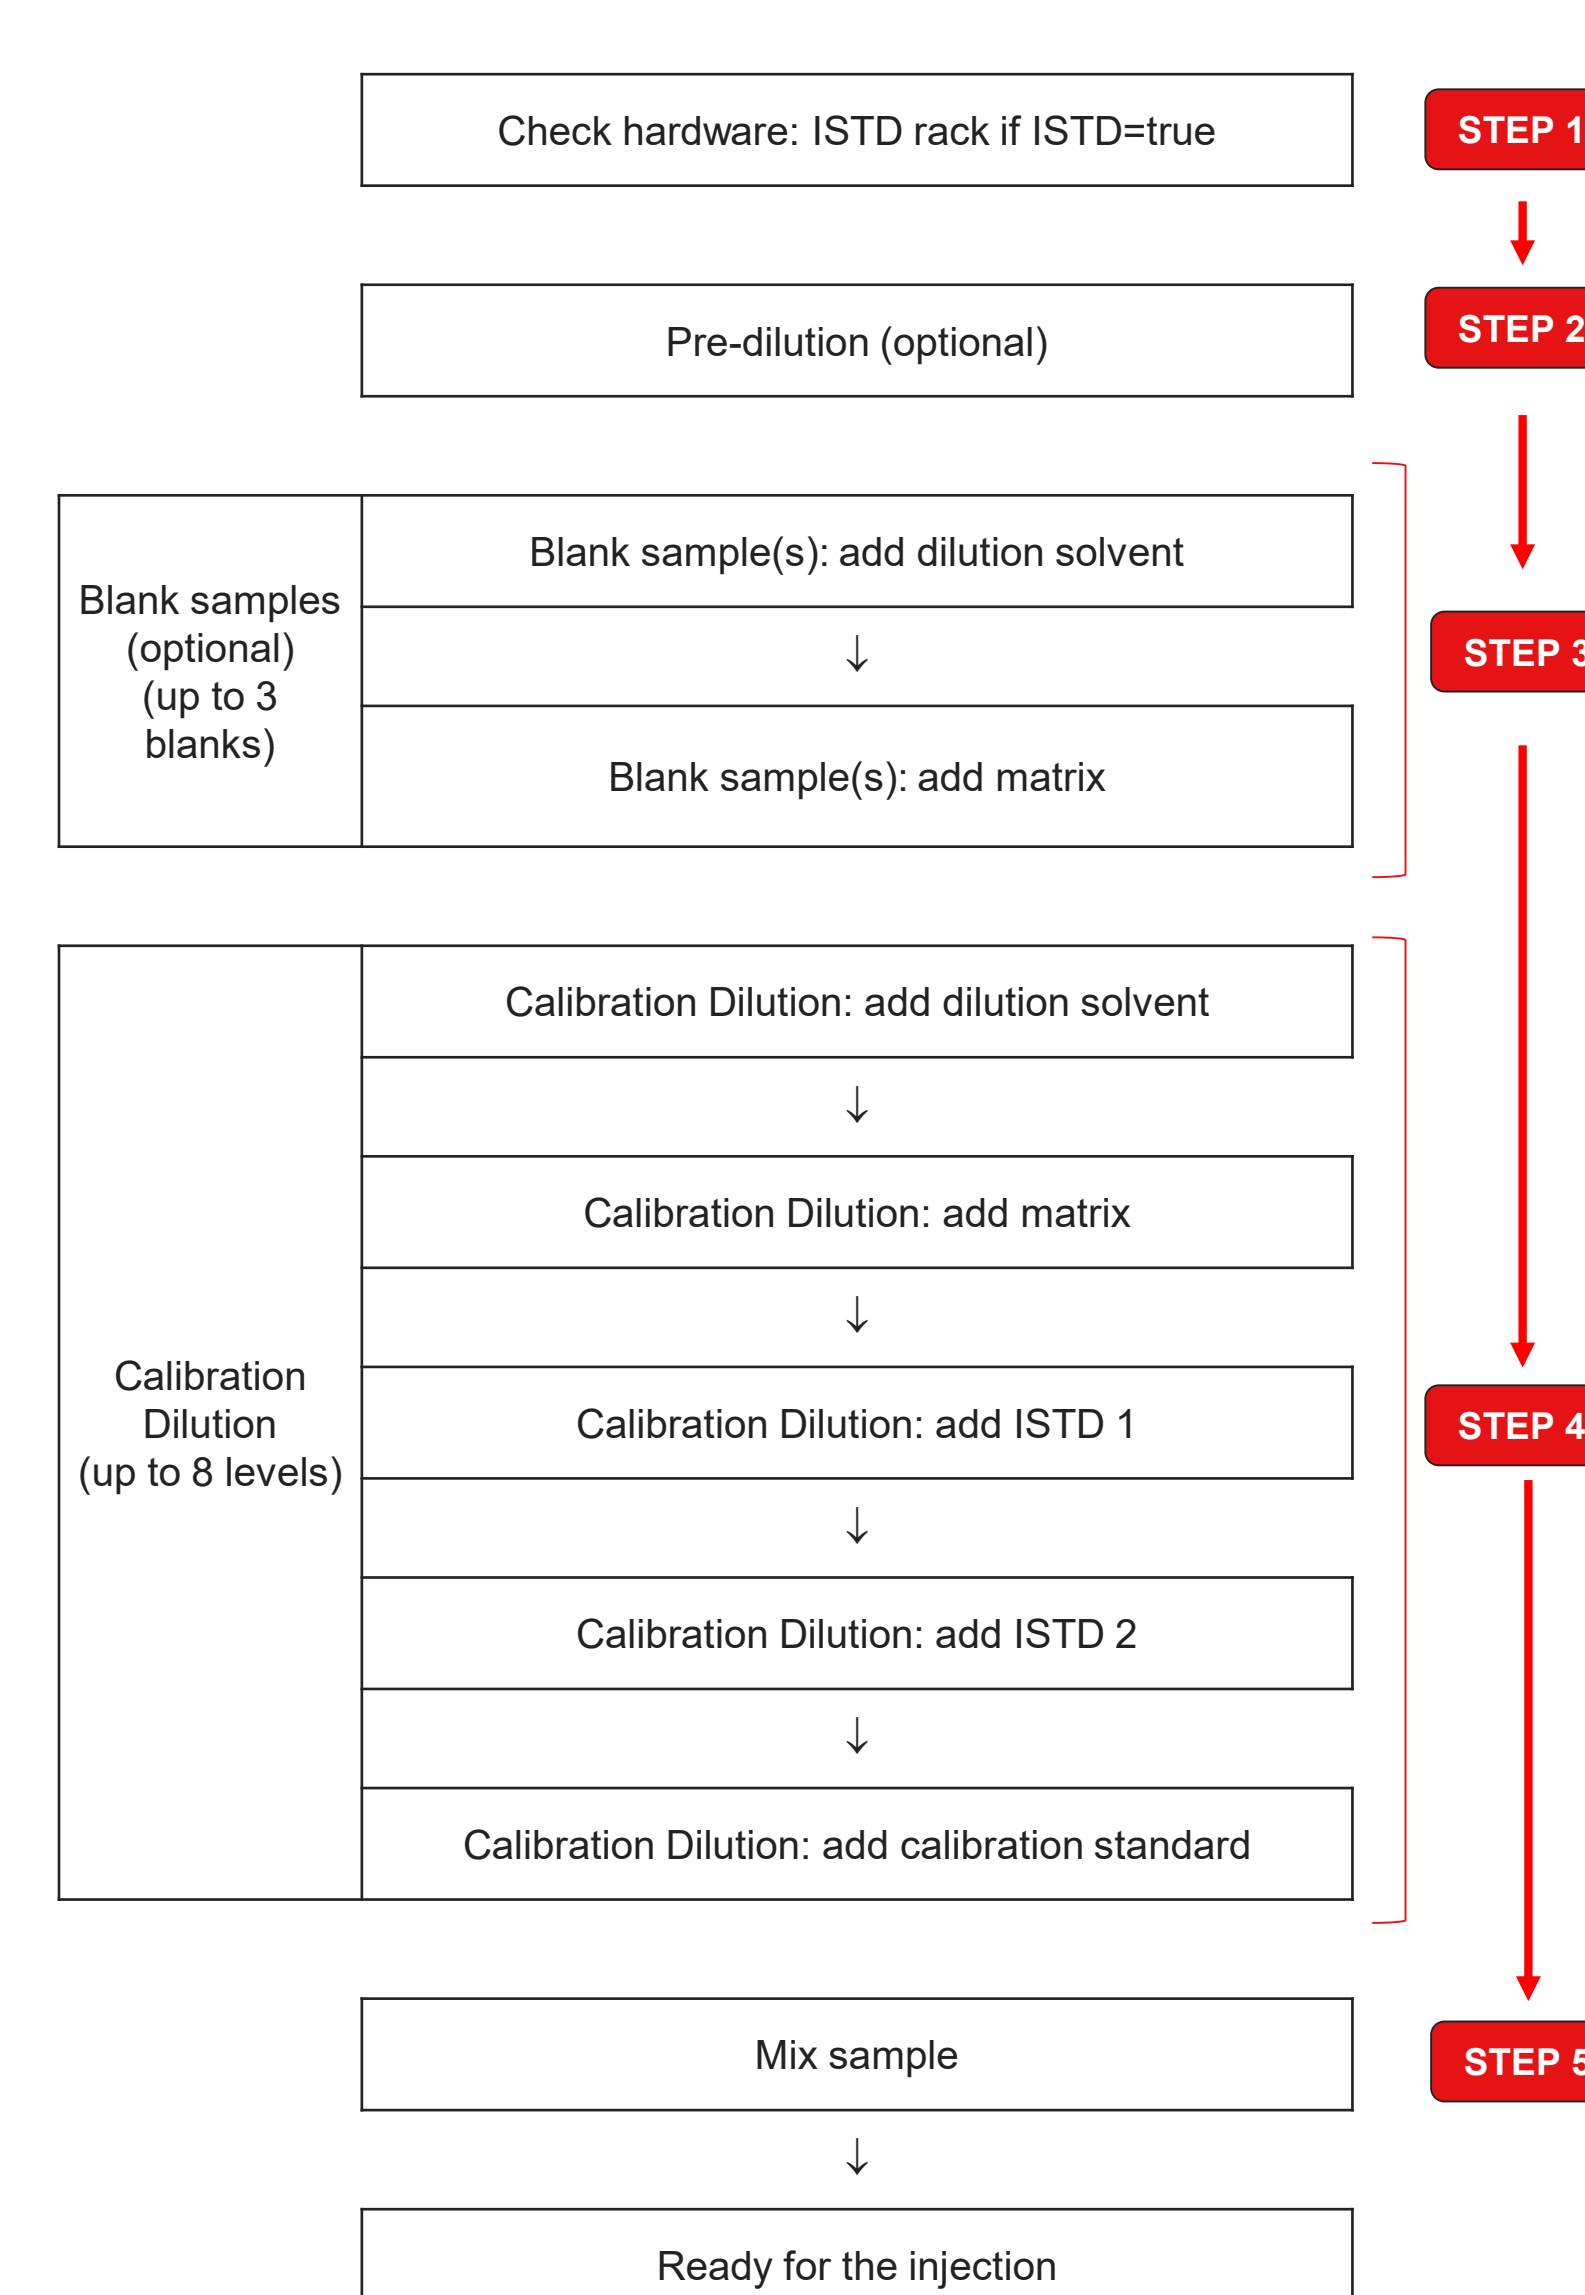 Check hardware: ISTD rack if ISTD=true
STEP 1
Pre-dilution (optional)
STEP 2
Blank samples
(optional)
(up to 3
blanks)
Blank sample(s): add dilution solvent
↓
Blank sample(s): add matrix
STEP 3
Calibration
Dilution
(up to 8 levels)
Calibration Dilution: add dilution solvent
↓
Calibration Dilution: add matrix
↓
Calibration Dilution: add ISTD 1
↓
Calibration Dilution: add ISTD 2
↓
Calibration Dilution: add calibration standard
STEP 4
Mix sample
STEP 5
↓
Ready for the injection